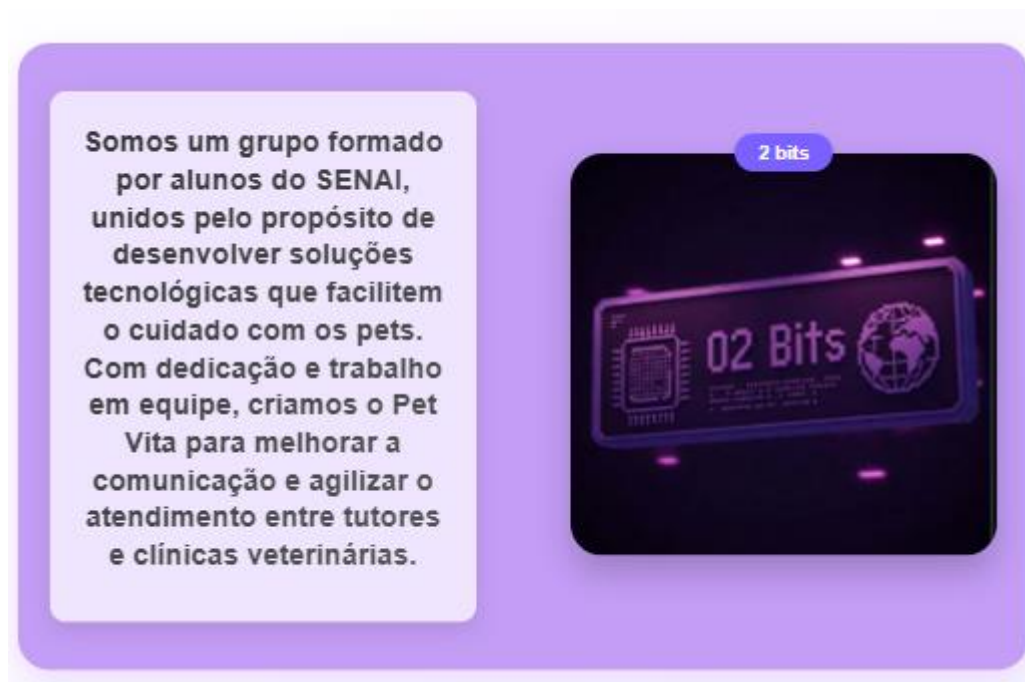 Somos um grupo formado
por alunos do SENAI,
unidos pelo propósito de
desenvolver soluções
tecnológicas que facilitem
o cuidado com os pets.
Com dedicação e trabalho
em equipe, criamos o Pet
Vita para melhorar a
comunicação e agilizar o
atendimento entre tutores
e clínicas veterinárias.
2 bits
02 Bits